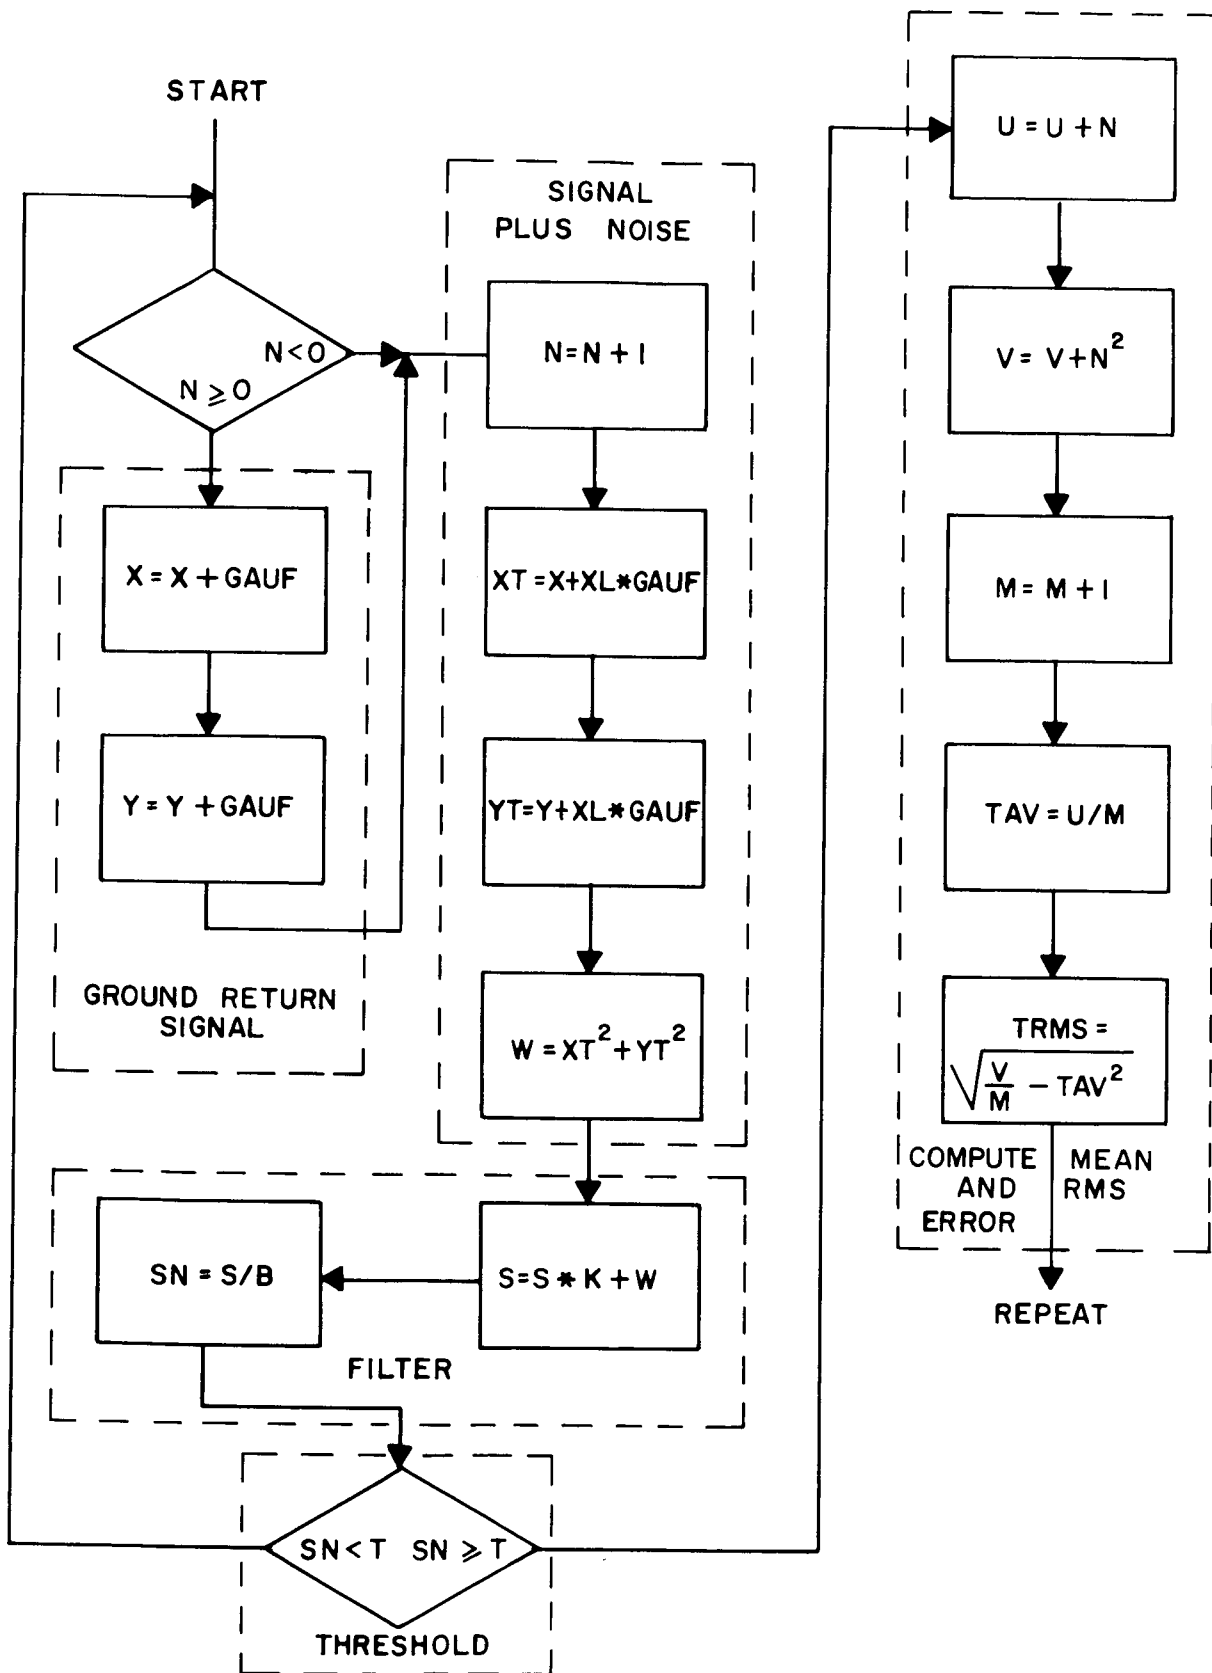 START
N<0
N ≥ 0
X = X + GAUF
Y = Y + GAUF
GROUND RETURN
SIGNAL
SIGNAL
PLUS NOISE
N = N + 1
XT = X+XL*GAUF
YT = Y+XL*GAUF
W = XT² + YT²
S = S * K + W
SN = S/B
FILTER
SN < T SN ≥ T
THRESHOLD
U = U + N
V = V + N²
M = M + 1
TAV = U/M
TRMS =
√(V/M − TAV²)
COMPUTE MEAN
AND RMS
ERROR
REPEAT